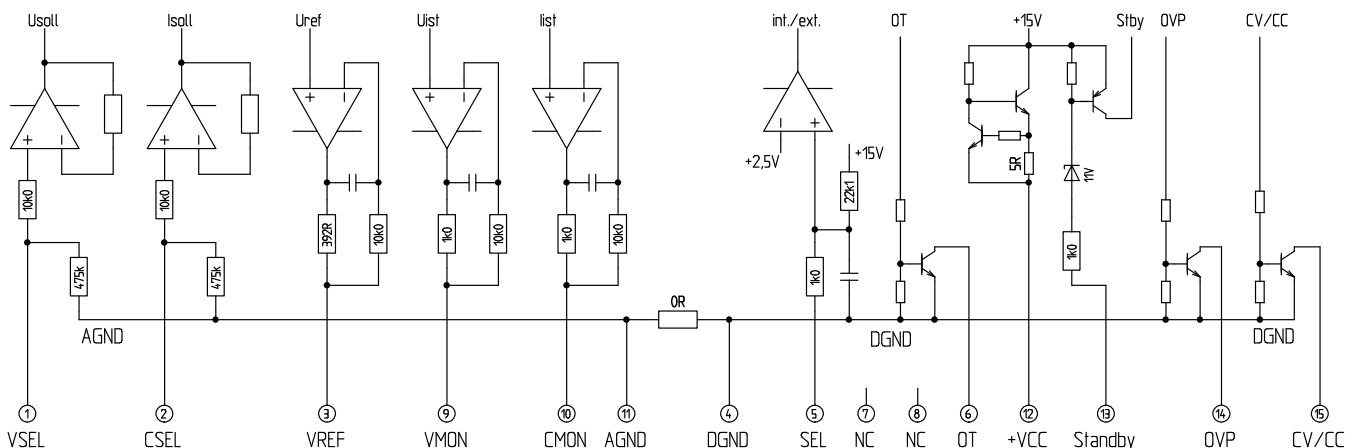 Usoll Isoll Uref Uist Iist int./ext. OT +15V Stby OVP CV/CC
+ − + − + − + − + − − +
+2,5V +15V 5R 11V
10k0 10k0 22k1
392R 10k0 1k0 10k0 1k0 10k0 1k0
475k 475k 1k0
0R
AGND DGND DGND
1 2 3 9 10 11 4 5 7 8 6 12 13 14 15
VSEL CSEL VREF VMON CMON AGND DGND SEL NC NC OT +VCC Standby OVP CV/CC